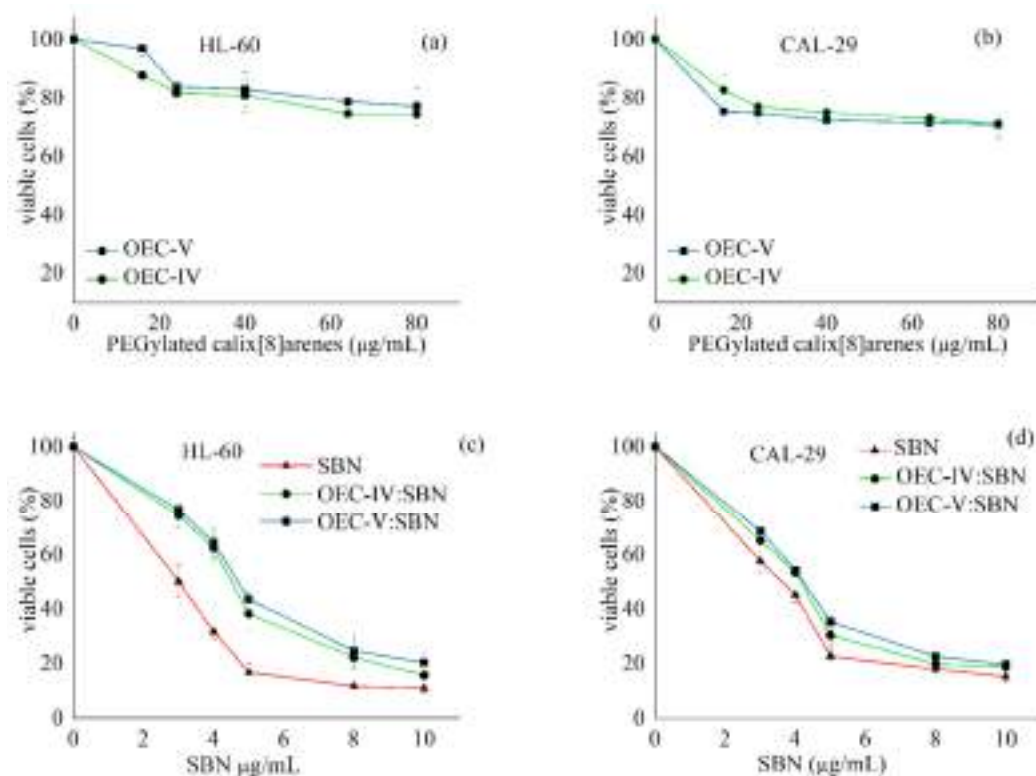 HL-60
(a)
100
80
60
40
20
viable cells (%)
OEC-V
OEC-IV
0 20 40 60 80
PEGylated calix[8]arenes (μg/mL)
CAL-29
(b)
100
80
60
40
20
viable cells (%)
OEC-V
OEC-IV
0 20 40 60 80
PEGylated calix[8]arenes (μg/mL)
HL-60
(c)
100
80
60
40
20
0
viable cells (%)
SBN
OEC-IV:SBN
OEC-V:SBN
0 2 4 6 8 10
SBN μg/mL
CAL-29
(d)
100
80
60
40
20
0
viable cells (%)
SBN
OEC-IV:SBN
OEC-V:SBN
0 2 4 6 8 10
SBN (μg/mL)